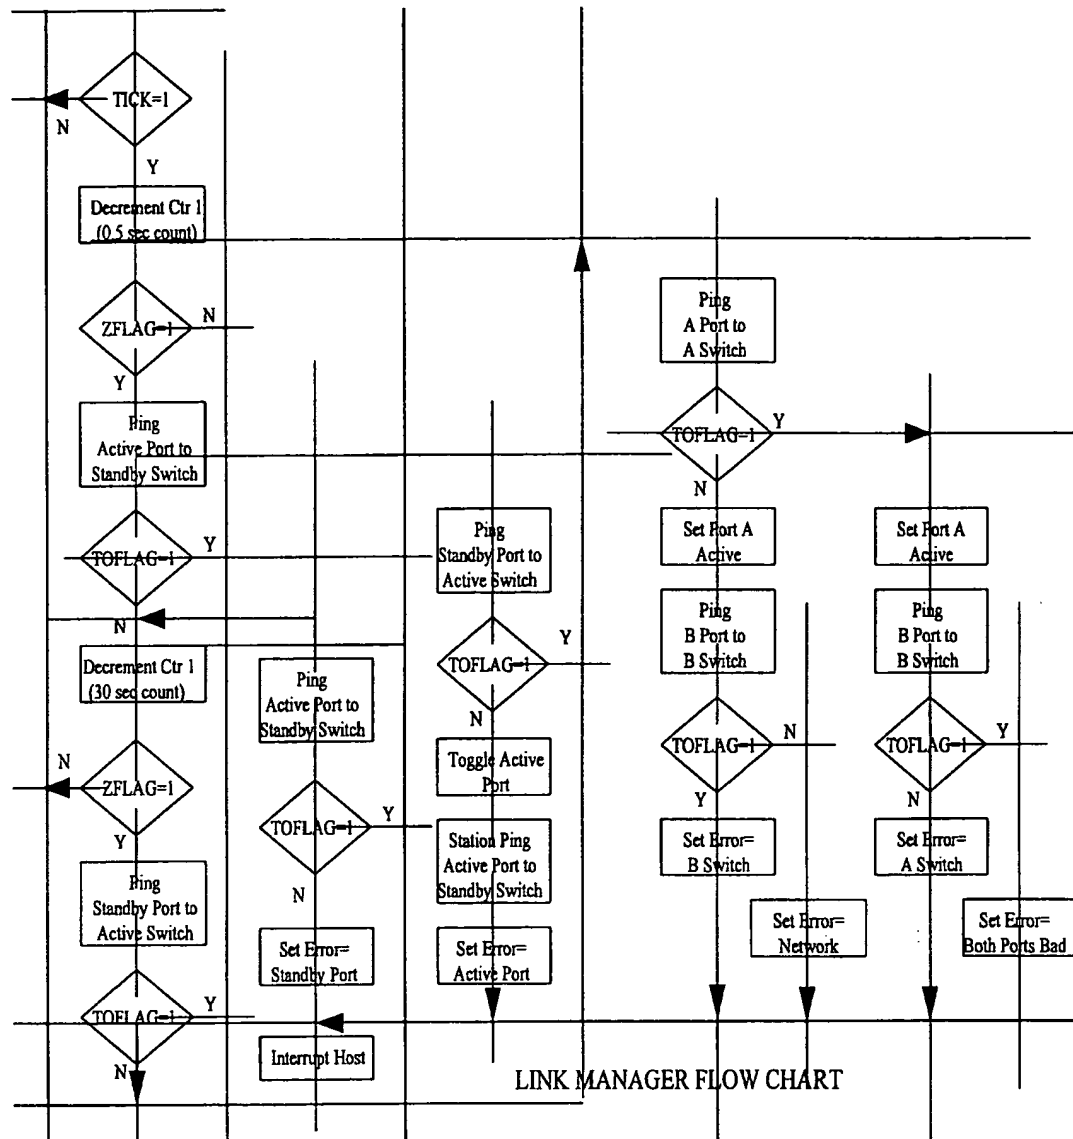 TICK=1
N
Y
Decrement Ctr 1
(0.5 sec count)
ZFLAG=1
N
Y
Ping
Active Port to
Standby Switch
TOFLAG=1
Y
N
Decrement Ctr 1
(30 sec count)
N
ZFLAG=1
Y
Ping
Standby Port to
Active Switch
TOFLAG=1
Y
N
Ping
Active Port to
Standby Switch
TOFLAG=1
Y
N
Set Error=
Standby Port
Interrupt Host
Ping
Standby Port to
Active Switch
TOFLAG=1
Y
N
Toggle Active
Port
Station Ping
Active Port to
Standby Switch
Set Error=
Active Port
Ping
A Port to
A Switch
TOFLAG=1
Y
N
Set Port A
Active
Ping
B Port to
B Switch
TOFLAG=1
N
Y
Set Error=
B Switch
Set Error=
Network
Set Port A
Active
Ping
B Port to
B Switch
TOFLAG=1
Y
N
Set Error=
A Switch
Set Error=
Both Ports Bad
LINK MANAGER FLOW CHART